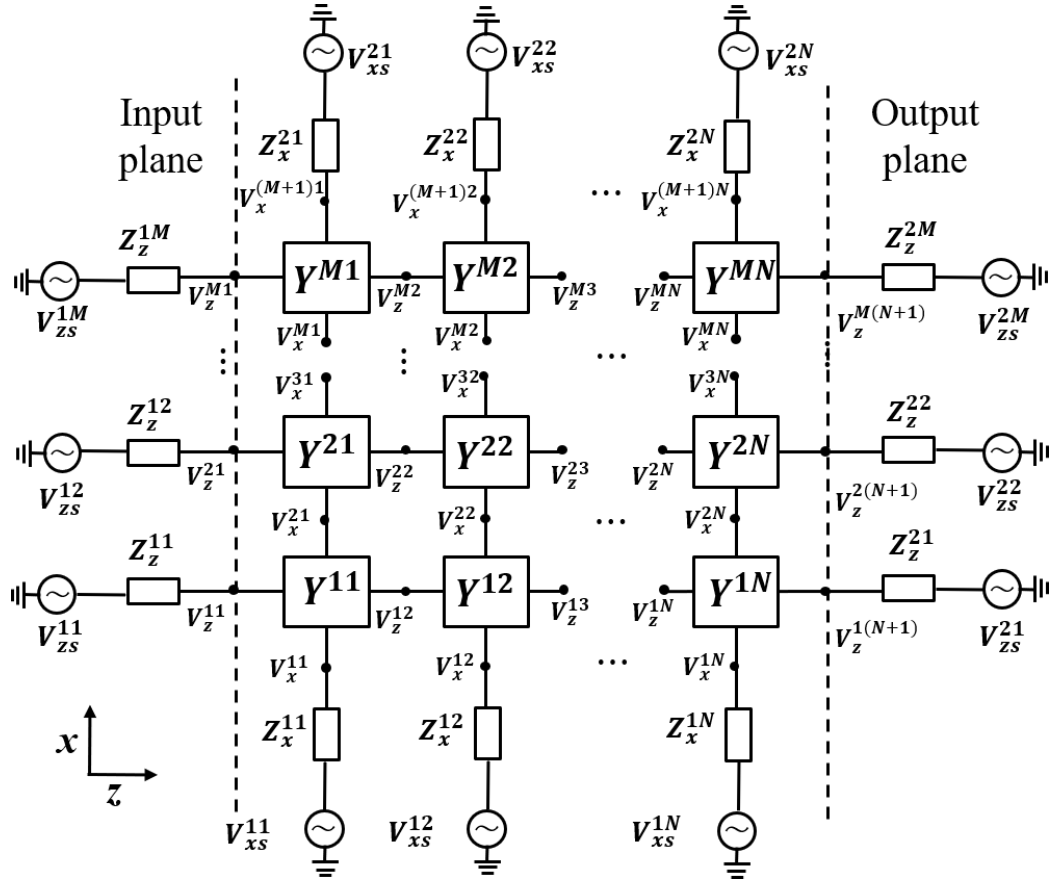 V_{xs}^{21} V_{xs}^{22} V_{xs}^{2N}
Input
plane
Output
plane
Z_x^{21} Z_x^{22} Z_x^{2N}
V_x^{(M+1)1} V_x^{(M+1)2} ... V_x^{(M+1)N}
Z_z^{1M} Z_z^{2M}
Y^{M1} Y^{M2} Y^{MN}
V_{zs}^{1M} V_z^{M1} V_z^{M2} V_z^{M3} V_z^{MN} V_z^{M(N+1)} V_{zs}^{2M}
V_x^{M1} V_x^{M2} V_x^{MN}
⋮ ⋮ ... ⋮
V_x^{31} V_x^{32} V_x^{3N}
Z_z^{12} Z_z^{22}
Y^{21} Y^{22} Y^{2N}
V_{zs}^{12} V_z^{21} V_z^{22} V_z^{23} V_z^{2N} V_z^{2(N+1)} V_{zs}^{22}
V_x^{21} V_x^{22} ... V_x^{2N}
Z_z^{11} Z_z^{21}
Y^{11} Y^{12} Y^{1N}
V_{zs}^{11} V_z^{11} V_z^{12} V_z^{13} V_z^{1N} V_z^{1(N+1)} V_{zs}^{21}
V_x^{11} V_x^{12} ... V_x^{1N}
Z_x^{11} Z_x^{12} Z_x^{1N}
x
z
V_{xs}^{11} V_{xs}^{12} V_{xs}^{1N}